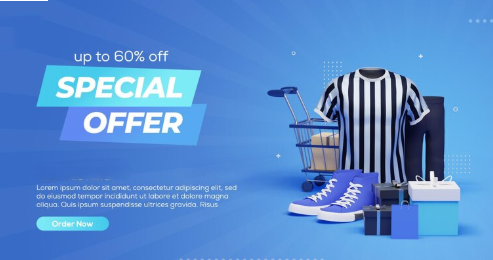 up to 60% off
SPECIAL
OFFER
Lorem ipsum dolor sit amet, consectetur adipiscing elit, sed
do eiusmod tempor incididunt ut labore et dolore magna
aliqua. Quis ipsum suspendisse ultrices gravida. Risus
Order Now